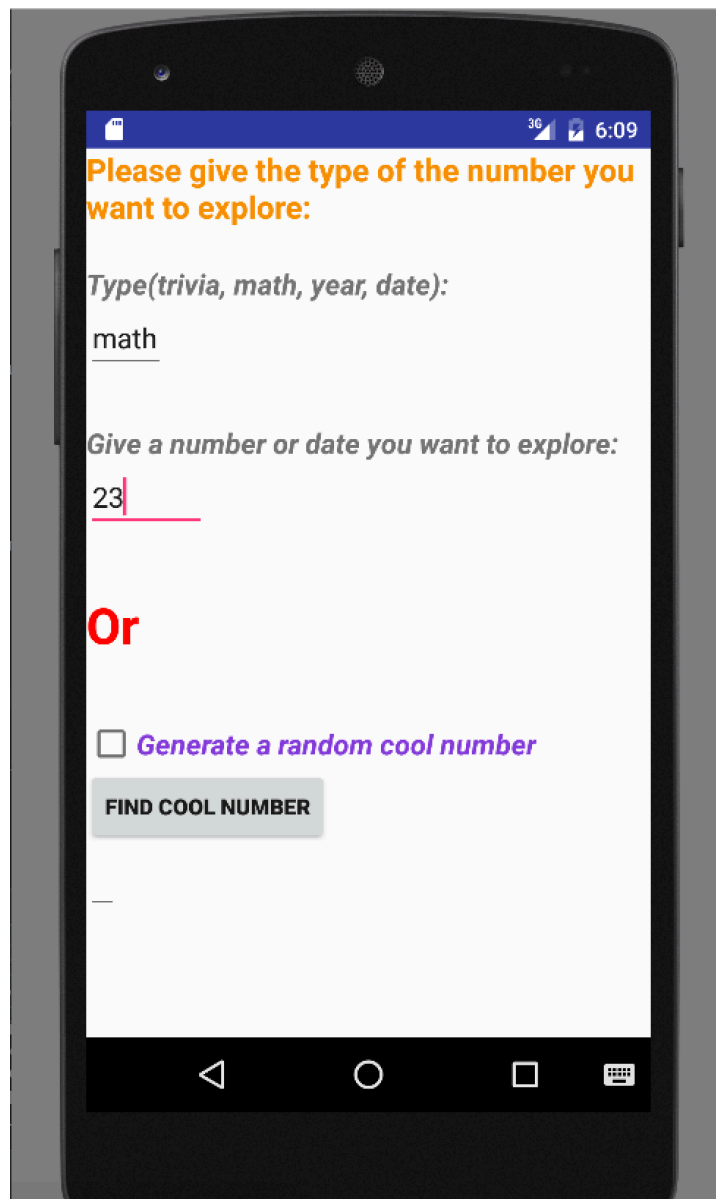 3G 6:09
Please give the type of the number you
want to explore:
Type(trivia, math, year, date):
math
Give a number or date you want to explore:
23
Or
Generate a random cool number
FIND COOL NUMBER